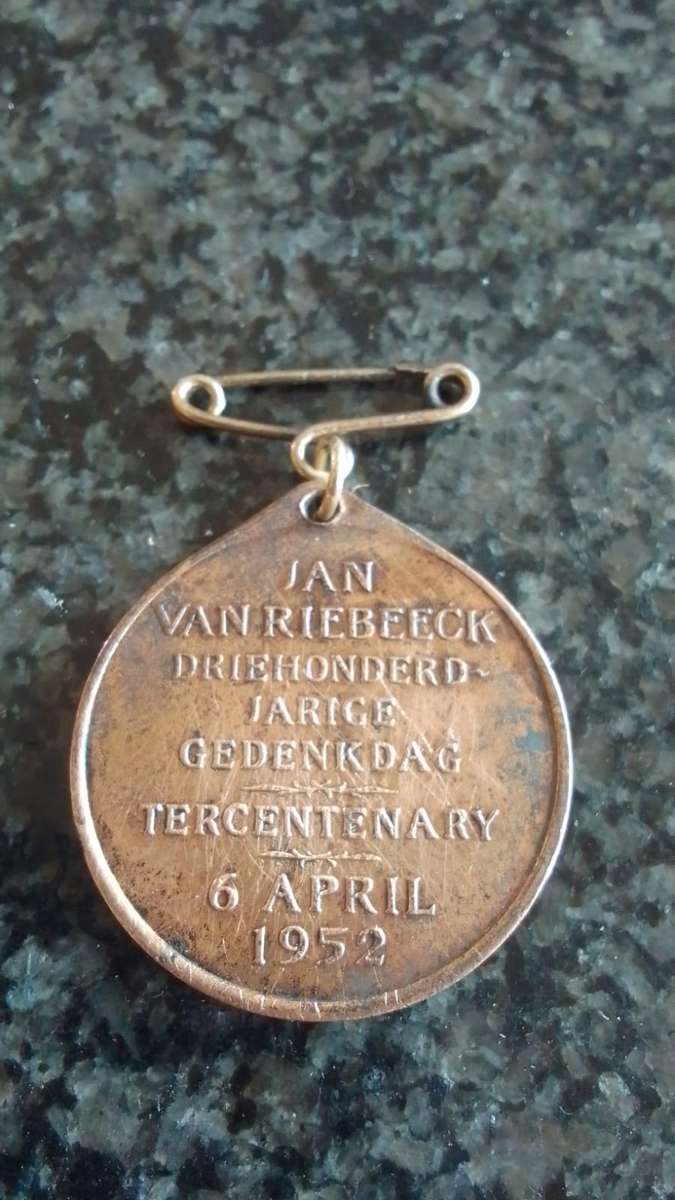 JAN
VAN RIEBEECK
DRIEHONDERD-
JARIGE
GEDENKDAG
TERCENTENARY
6 APRIL
1952